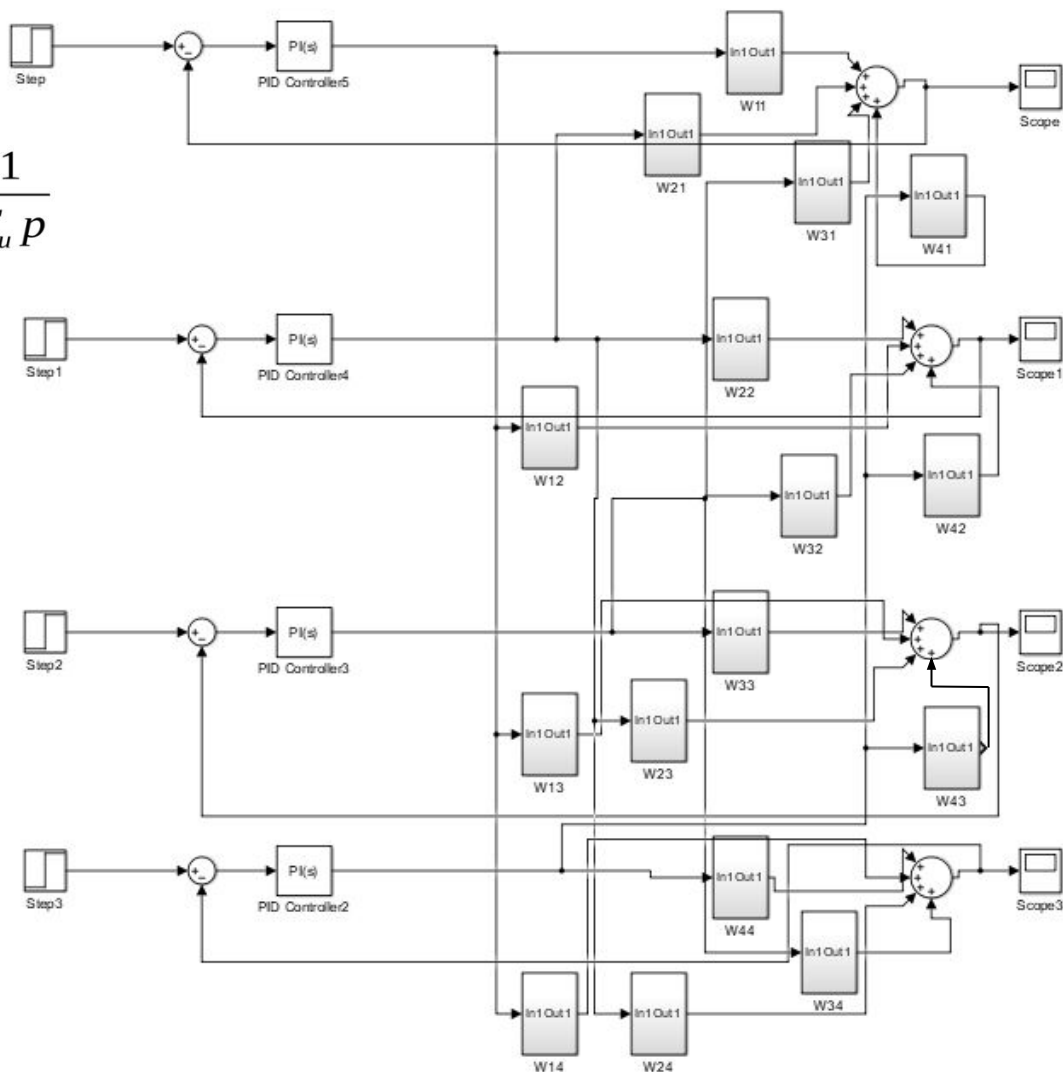 PI(s)
Step
PID Controller5
In1 Out1
W11
Scope
In1 Out1
W21
In1 Out1
W31
In1 Out1
W41
1
u p
PI(s)
Step1
PID Controller4
In1 Out1
W22
Scope1
In1 Out1
W12
In1 Out1
W32
In1 Out1
W42
PI(s)
Step2
PID Controller3
In1 Out1
W33
Scope2
In1 Out1
W13
In1 Out1
W23
In1 Out1
W43
PI(s)
Step3
PID Controller2
In1 Out1
W44
Scope3
In1 Out1
W34
In1 Out1
W14
In1 Out1
W24